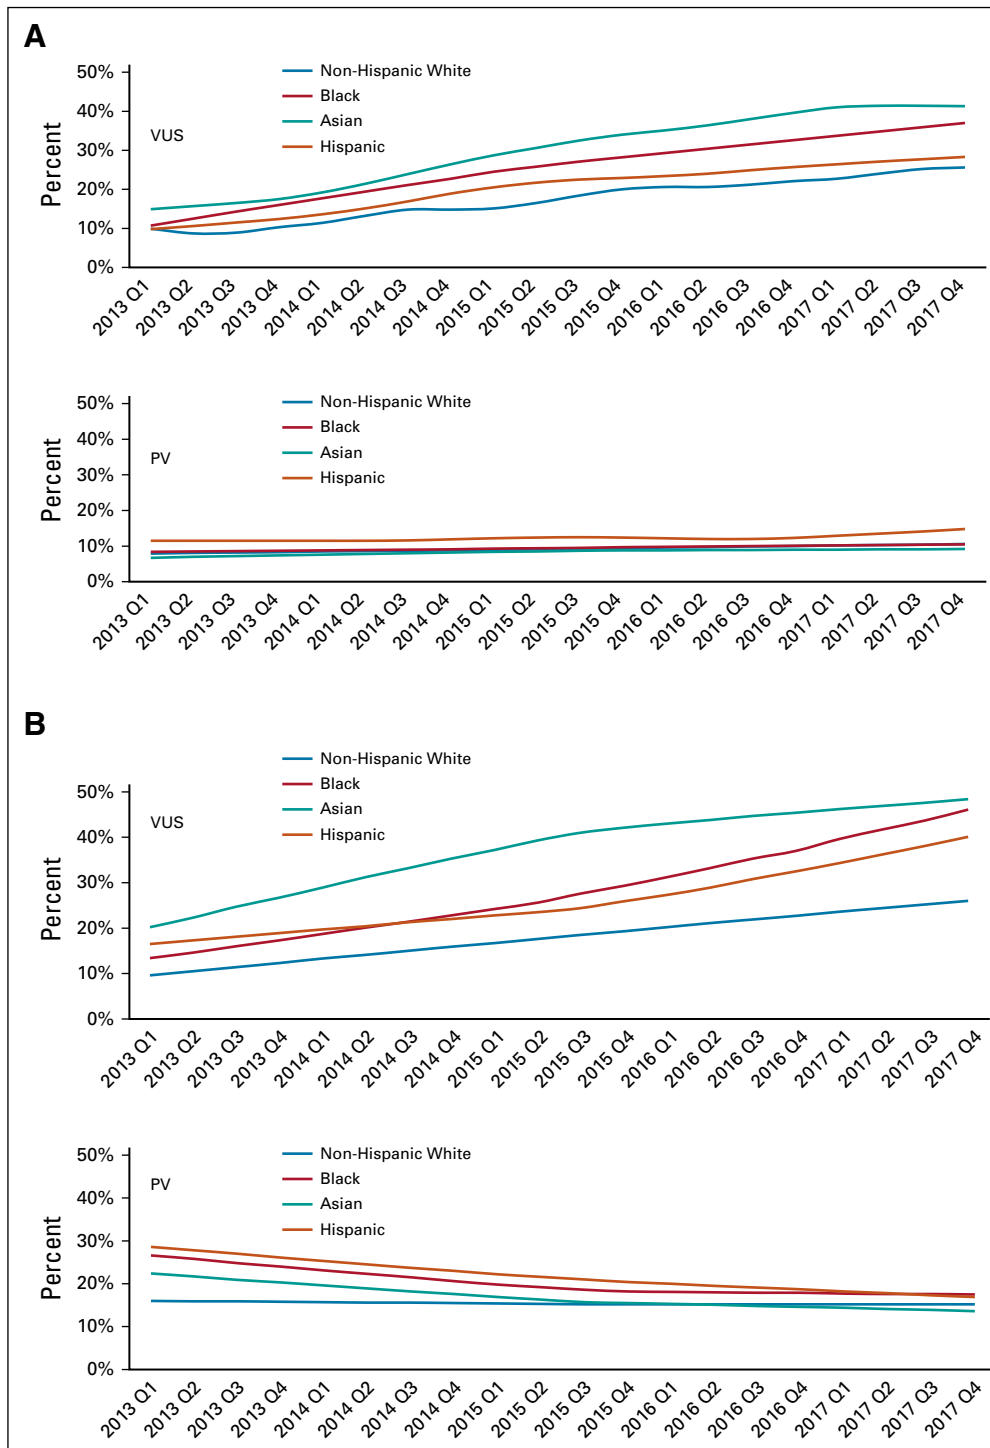 A
50%
40%
30%
20%
10%
0%
Percent
VUS
Non-Hispanic White
Black
Asian
Hispanic
2013 Q1
2013 Q2
2013 Q3
2013 Q4
2014 Q1
2014 Q2
2014 Q3
2014 Q4
2015 Q1
2015 Q2
2015 Q3
2015 Q4
2016 Q1
2016 Q2
2016 Q3
2016 Q4
2017 Q1
2017 Q2
2017 Q3
2017 Q4
50%
40%
30%
20%
10%
0%
Percent
PV
Non-Hispanic White
Black
Asian
Hispanic
2013 Q1
2013 Q2
2013 Q3
2013 Q4
2014 Q1
2014 Q2
2014 Q3
2014 Q4
2015 Q1
2015 Q2
2015 Q3
2015 Q4
2016 Q1
2016 Q2
2016 Q3
2016 Q4
2017 Q1
2017 Q2
2017 Q3
2017 Q4
B
50%
40%
30%
20%
10%
0%
Percent
VUS
Non-Hispanic White
Black
Asian
Hispanic
2013 Q1
2013 Q2
2013 Q3
2013 Q4
2014 Q1
2014 Q2
2014 Q3
2014 Q4
2015 Q1
2015 Q2
2015 Q3
2015 Q4
2016 Q1
2016 Q2
2016 Q3
2016 Q4
2017 Q1
2017 Q2
2017 Q3
2017 Q4
50%
40%
30%
20%
10%
0%
Percent
PV
Non-Hispanic White
Black
Asian
Hispanic
2013 Q1
2013 Q2
2013 Q3
2013 Q4
2014 Q1
2014 Q2
2014 Q3
2014 Q4
2015 Q1
2015 Q2
2015 Q3
2015 Q4
2016 Q1
2016 Q2
2016 Q3
2016 Q4
2017 Q1
2017 Q2
2017 Q3
2017 Q4